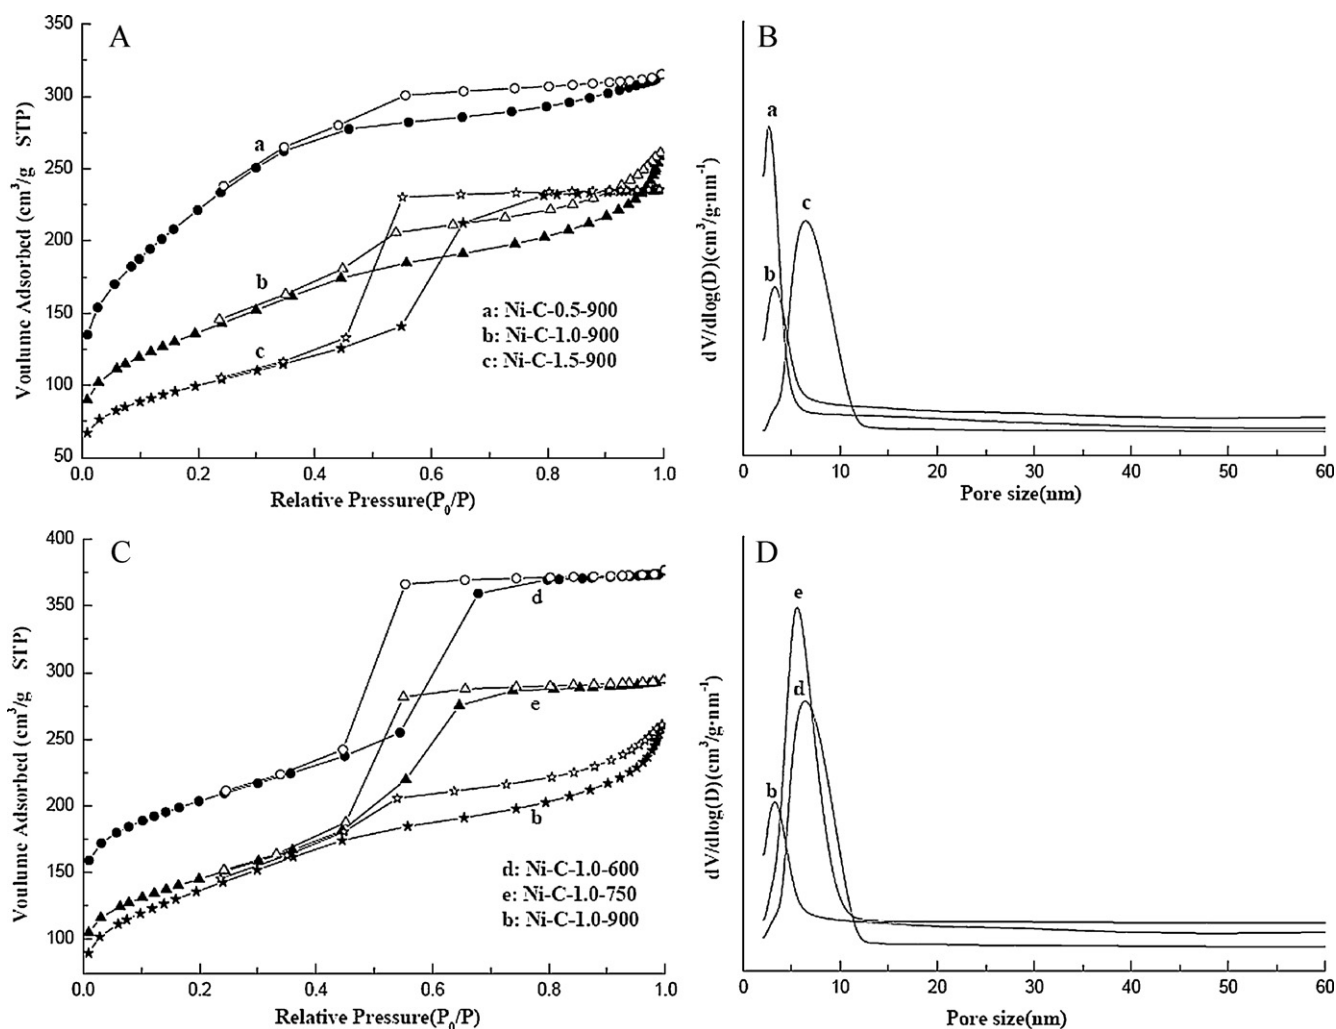 A
350
300
250
200
150
100
50
Voulume Adsorbed (cm³/g STP)
a
b
c
a: Ni-C-0.5-900
b: Ni-C-1.0-900
c: Ni-C-1.5-900
0.0 0.2 0.4 0.6 0.8 1.0
Relative Pressure(P₀/P)
B
dV/dlog(D)(cm³/g·nm⁻¹)
a
c
b
0 10 20 30 40 50 60
Pore size(nm)
C
400
350
300
250
200
150
100
Voulume Adsorbed (cm³/g STP)
d
e
b
d: Ni-C-1.0-600
e: Ni-C-1.0-750
b: Ni-C-1.0-900
0.0 0.2 0.4 0.6 0.8 1.0
Relative Pressure(P₀/P)
D
dV/dlog(D)(cm³/g·nm⁻¹)
e
d
b
0 10 20 30 40 50 60
Pore size(nm)